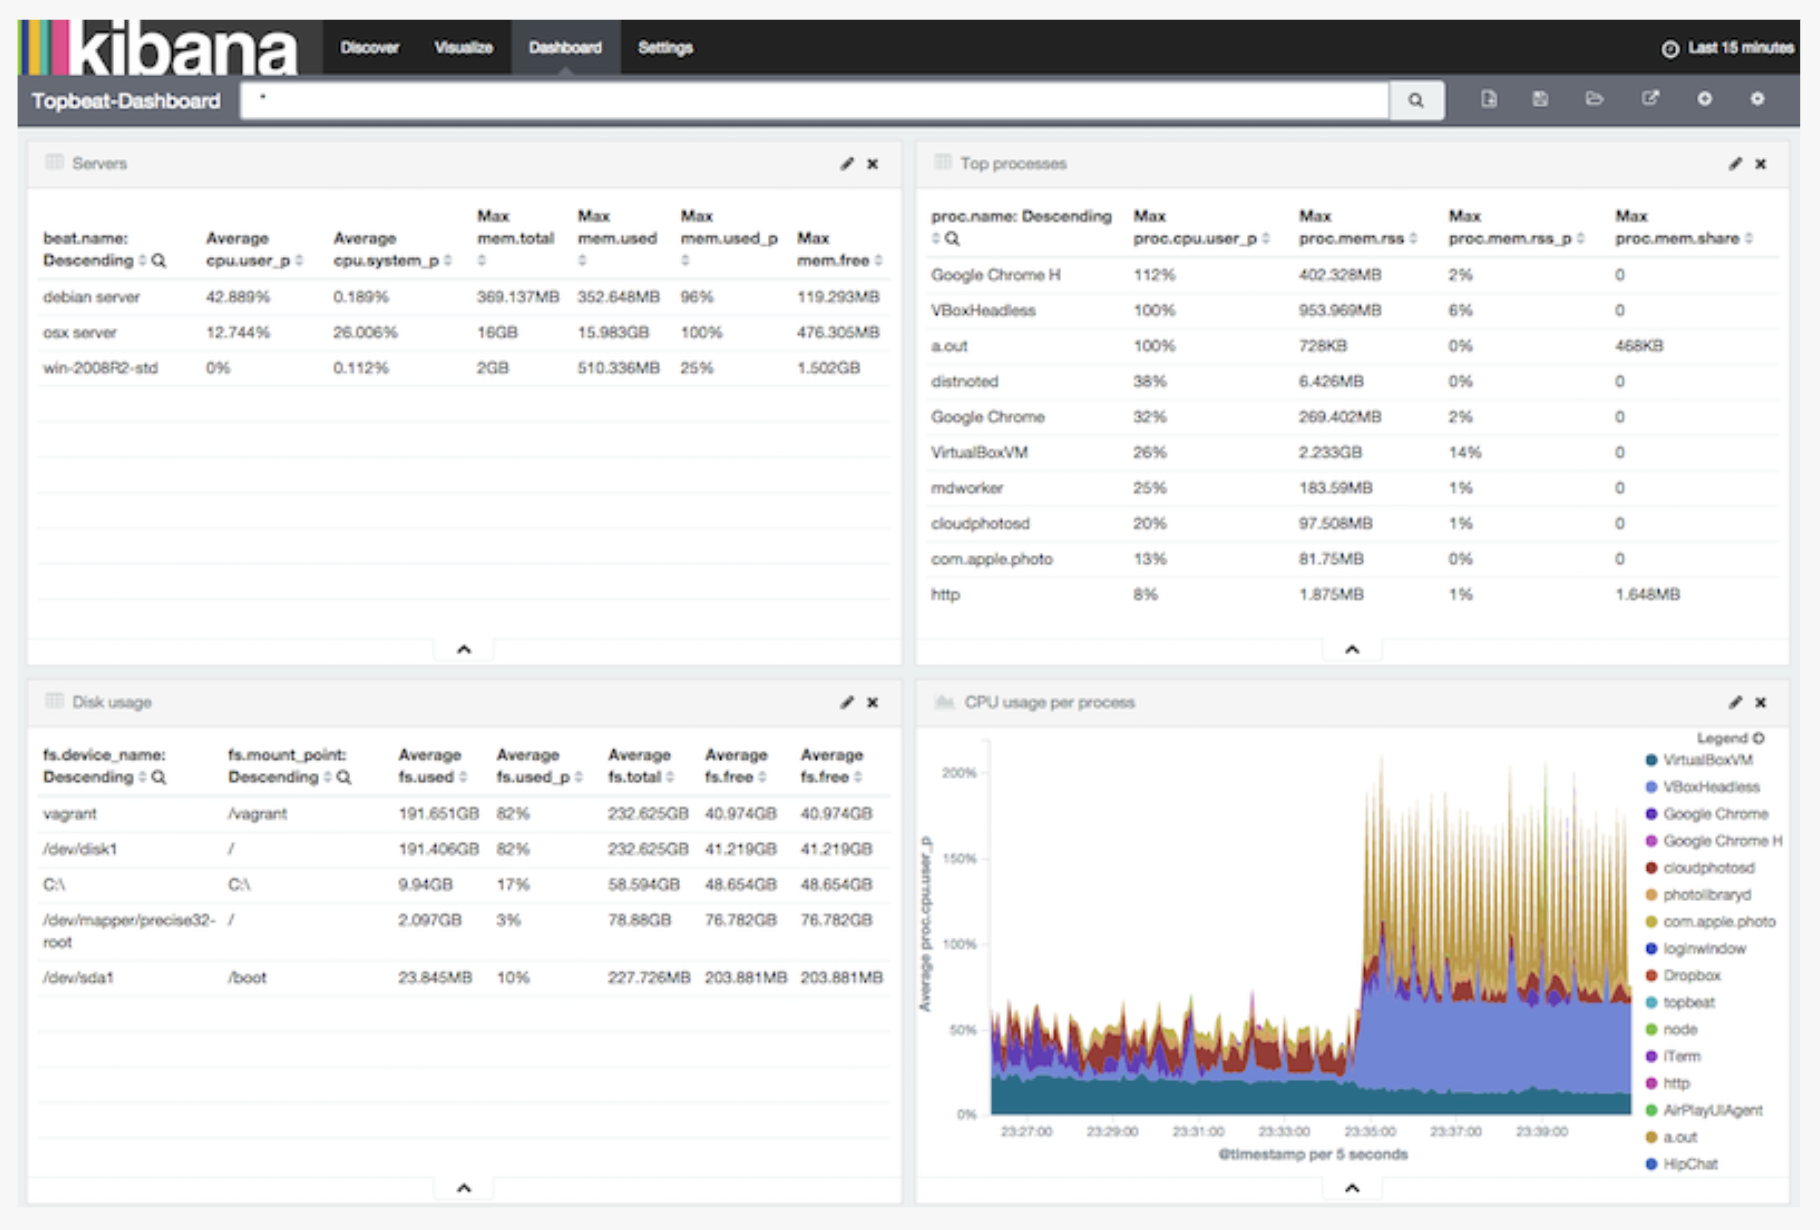 kibana
Discover Visualize Dashboard Settings Last 15 minutes
Topbeat-Dashboard *
Servers
beat.name: Descending Average cpu.user_p Average cpu.system_p Max mem.total Max mem.used Max mem.used_p Max mem.free
debian server 42.889% 0.189% 369.137MB 352.648MB 96% 119.293MB
osx server 12.744% 26.006% 16GB 15.983GB 100% 476.305MB
win-2008R2-std 0% 0.112% 2GB 510.336MB 25% 1.502GB
Top processes
proc.name: Descending Max proc.cpu.user_p Max proc.mem.rss Max proc.mem.rss_p Max proc.mem.share
Google Chrome H 112% 402.328MB 2% 0
VBoxHeadless 100% 953.969MB 6% 0
a.out 100% 728KB 0% 468KB
distnoted 38% 6.426MB 0% 0
Google Chrome 32% 269.402MB 2% 0
VirtualBoxVM 26% 2.233GB 14% 0
mdworker 25% 183.59MB 1% 0
cloudphotosd 20% 97.508MB 1% 0
com.apple.photo 13% 81.75MB 0% 0
http 8% 1.875MB 1% 1.648MB
Disk usage
fs.device_name: Descending fs.mount_point: Descending Average fs.used Average fs.used_p Average fs.total Average fs.free Average fs.free
vagrant /vagrant 191.651GB 82% 232.625GB 40.974GB 40.974GB
/dev/disk1 / 191.406GB 82% 232.625GB 41.219GB 41.219GB
C:\ C:\ 9.94GB 17% 58.594GB 48.654GB 48.654GB
/dev/mapper/precise32- / 2.097GB 3% 78.88GB 76.782GB 76.782GB
root
/dev/sda1 /boot 23.845MB 10% 227.726MB 203.881MB 203.881MB
CPU usage per process
Average proc.cpu.user_p
200%
150%
100%
50%
0%
23:27:00 23:29:00 23:31:00 23:33:00 23:35:00 23:37:00 23:39:00
@timestamp per 5 seconds
Legend
VirtualBoxVM
VBoxHeadless
Google Chrome
Google Chrome H
cloudphotosd
photolibraryd
com.apple.photo
loginwindow
Dropbox
topbeat
node
iTerm
http
AirPlayUIAgent
a.out
HipChat